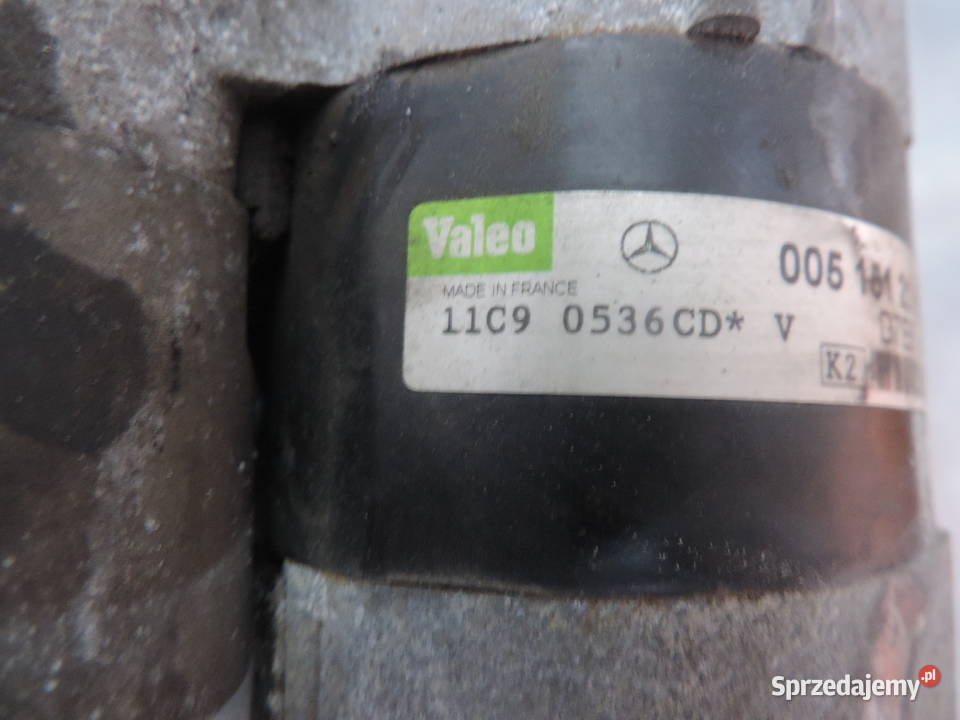 Valeo
005
MADE IN FRANCE
11C9 0536CD* V
K2
Sprzedajemy.pl